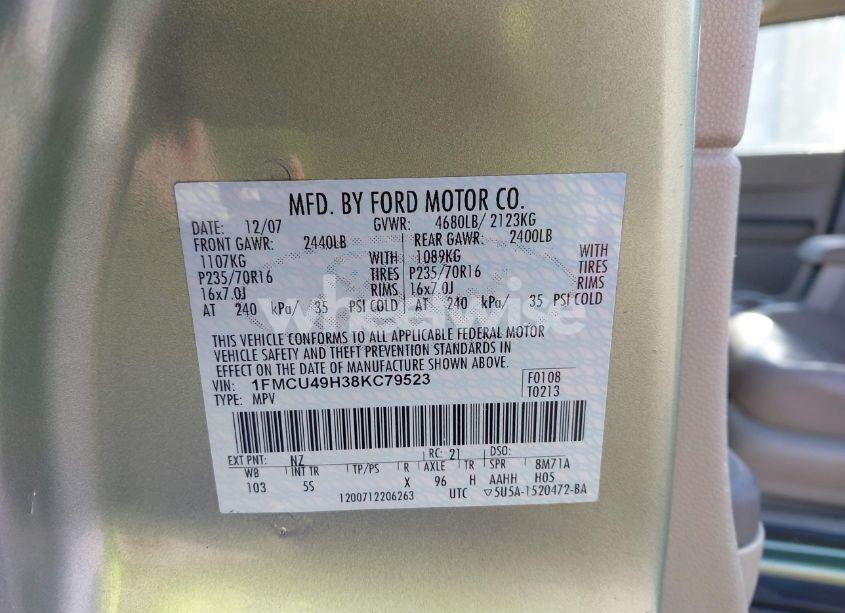 MFD. BY FORD MOTOR CO.
DATE: 12/07 GVWR: 4680LB/ 2123KG
FRONT GAWR: 2440LB REAR GAWR: 2400LB
1107KG WITH 1089KG WITH
P235/70R16 TIRES P235/70R16 TIRES
16x7.0J RIMS 16x7.0J RIMS
AT 240 kPa/ 35 PSI COLD AT 240 kPa/ 35 PSI COLD
wheelwise
THIS VEHICLE CONFORMS TO ALL APPLICABLE FEDERAL MOTOR
VEHICLE SAFETY AND THEFT PREVENTION STANDARDS IN
EFFECT ON THE DATE OF MANUFACTURE SHOWN ABOVE.
VIN: 1FMCU49H38KC79523 F0108
TYPE: MPV T0213
EXT PNT: NZ RC: 21 DSO:
WB INT TR TP/PS R AXLE TR SPR 8M71A
103 5S X 96 H AAHH H05
1200712206263 UTC ▽5U5A-1520472-BA